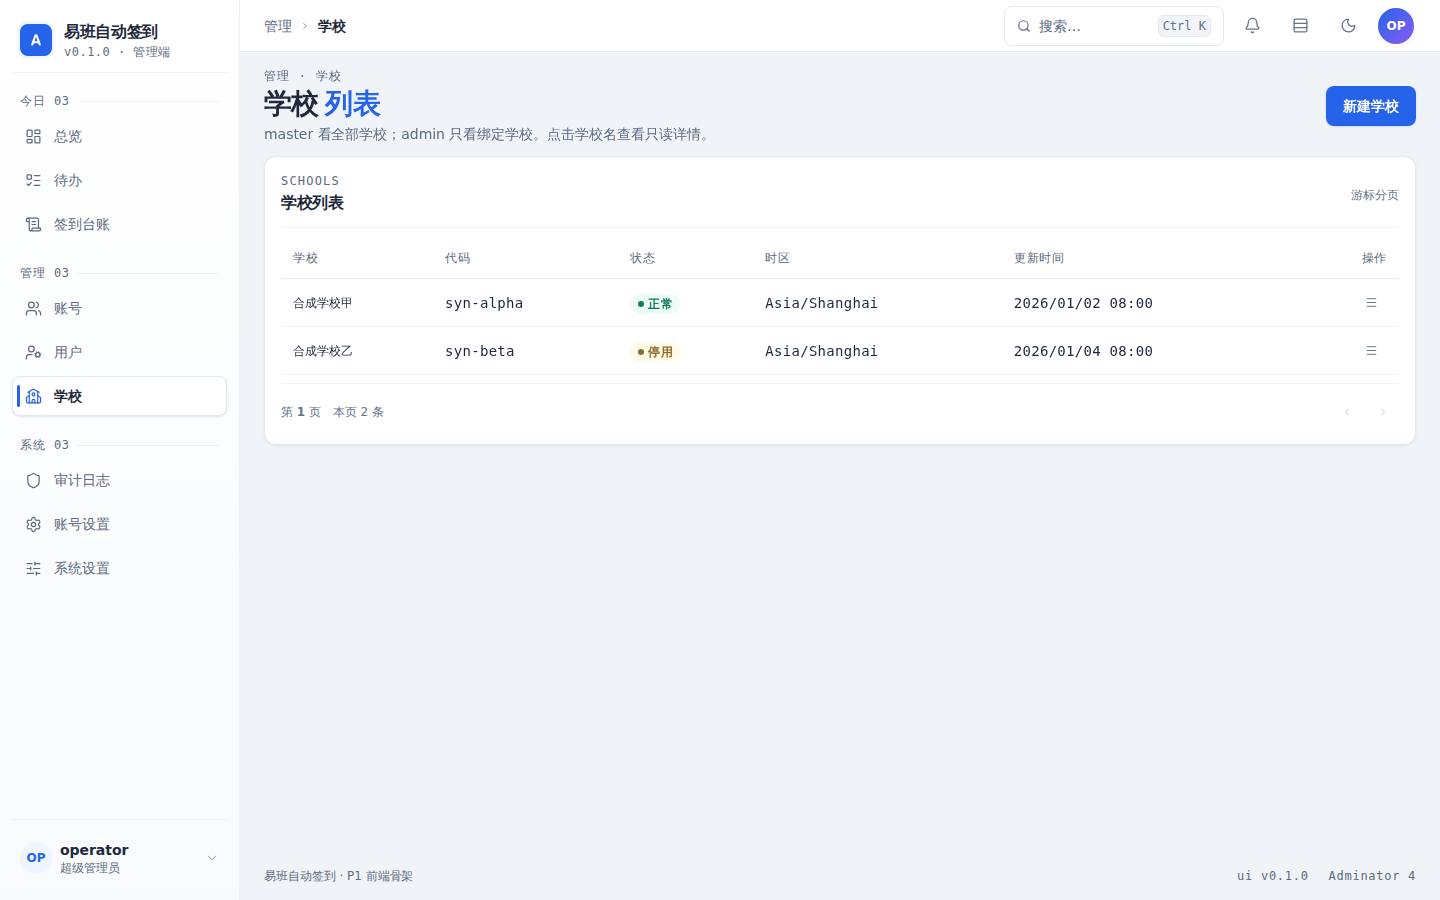 A
易班自动签到
v0.1.0 · 管理端
今日 03
总览
待办
签到台账
管理 03
账号
用户
学校
系统 03
审计日志
账号设置
系统设置
OP
operator
超级管理员
管理 › 学校
搜索… Ctrl K
OP
管理 · 学校
学校 列表
master 看全部学校；admin 只看绑定学校。点击学校名查看只读详情。
新建学校
SCHOOLS
学校列表
游标分页
学校 代码 状态 时区 更新时间 操作
合成学校甲 syn-alpha 正常 Asia/Shanghai 2026/01/02 08:00
合成学校乙 syn-beta 停用 Asia/Shanghai 2026/01/04 08:00
第 1 页 本页 2 条
易班自动签到 · P1 前端骨架
ui v0.1.0 Adminator 4